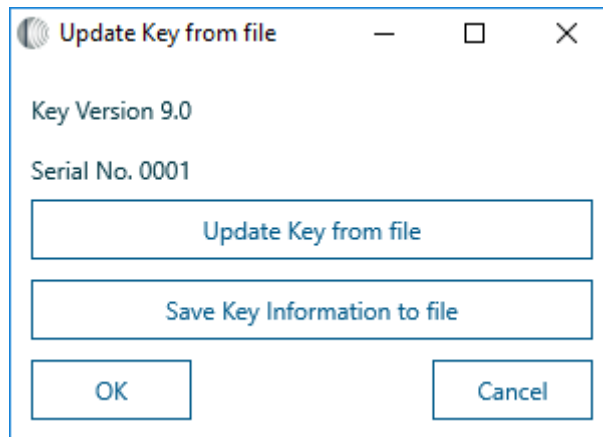 Update Key from file
Key Version 9.0
Serial No. 0001
Update Key from file
Save Key Information to file
OK Cancel